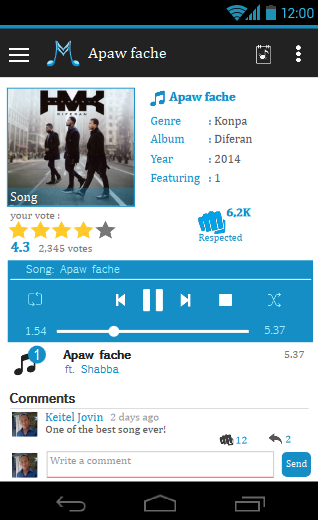 12:00
Apaw fache
HMK
HARMONIK
DIFERAN
Song
Apaw fache
Genre : Konpa
Album : Diferan
Year : 2014
Featuring : 1
your vote :
4.3 2,345 votes
6,2K
Respected
Song: Apaw fache
1.54 5.37
1 Apaw fache 5.37
ft. Shabba
Comments
Keitel Jovin 2 days ago
One of the best song ever!
12 2
Write a comment
Send